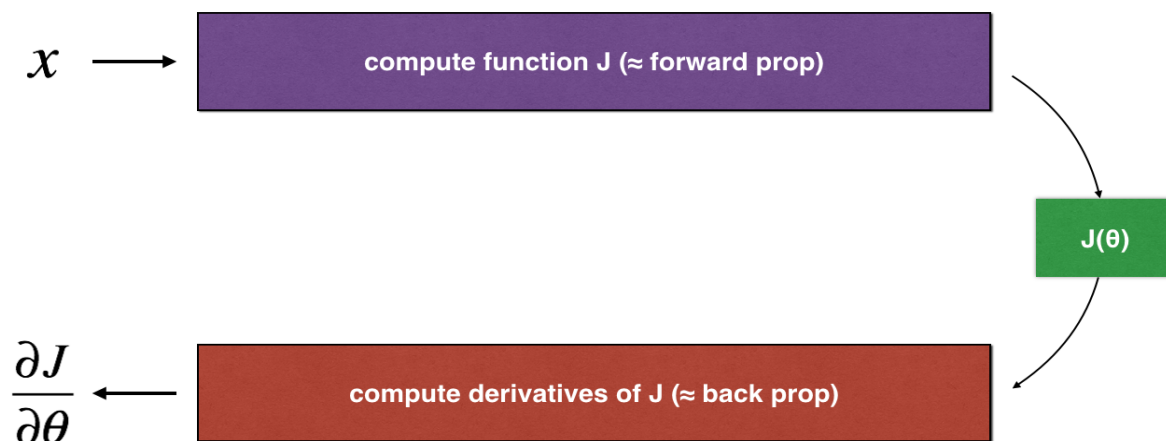 x
compute function J (≈ forward prop)
J(θ)
∂J
∂θ
compute derivatives of J (≈ back prop)